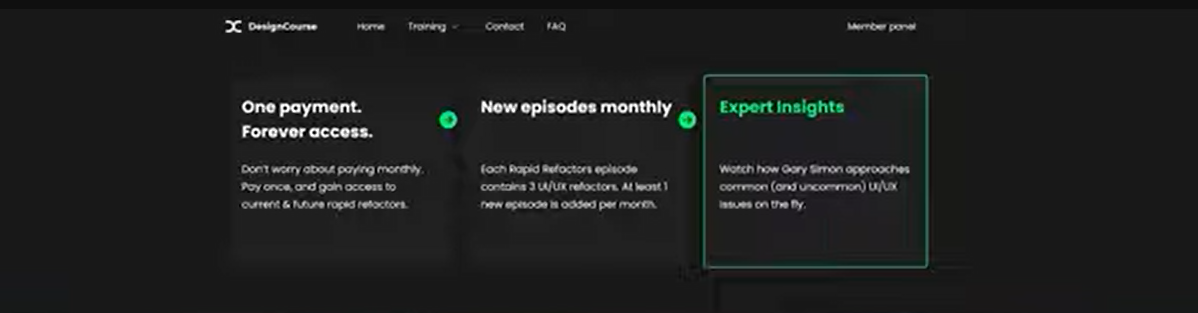 DesignCourse Home Training Contact FAQ Member panel
One payment.
Forever access.
Don't worry about paying monthly.
Pay once, and gain access to
current & future rapid refactors.
New episodes monthly
Each Rapid Refactors episode
contains 3 UI/UX refactors. At least 1
new episode is added per month.
Expert Insights
Watch how Gary Simon approaches
common (and uncommon) UI/UX
issues on the fly.